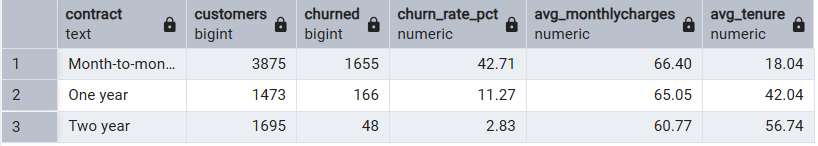 contract customers churned churn_rate_pct avg_monthlycharges avg_tenure
text bigint bigint numeric numeric numeric
1 Month-to-mon... 3875 1655 42.71 66.40 18.04
2 One year 1473 166 11.27 65.05 42.04
3 Two year 1695 48 2.83 60.77 56.74